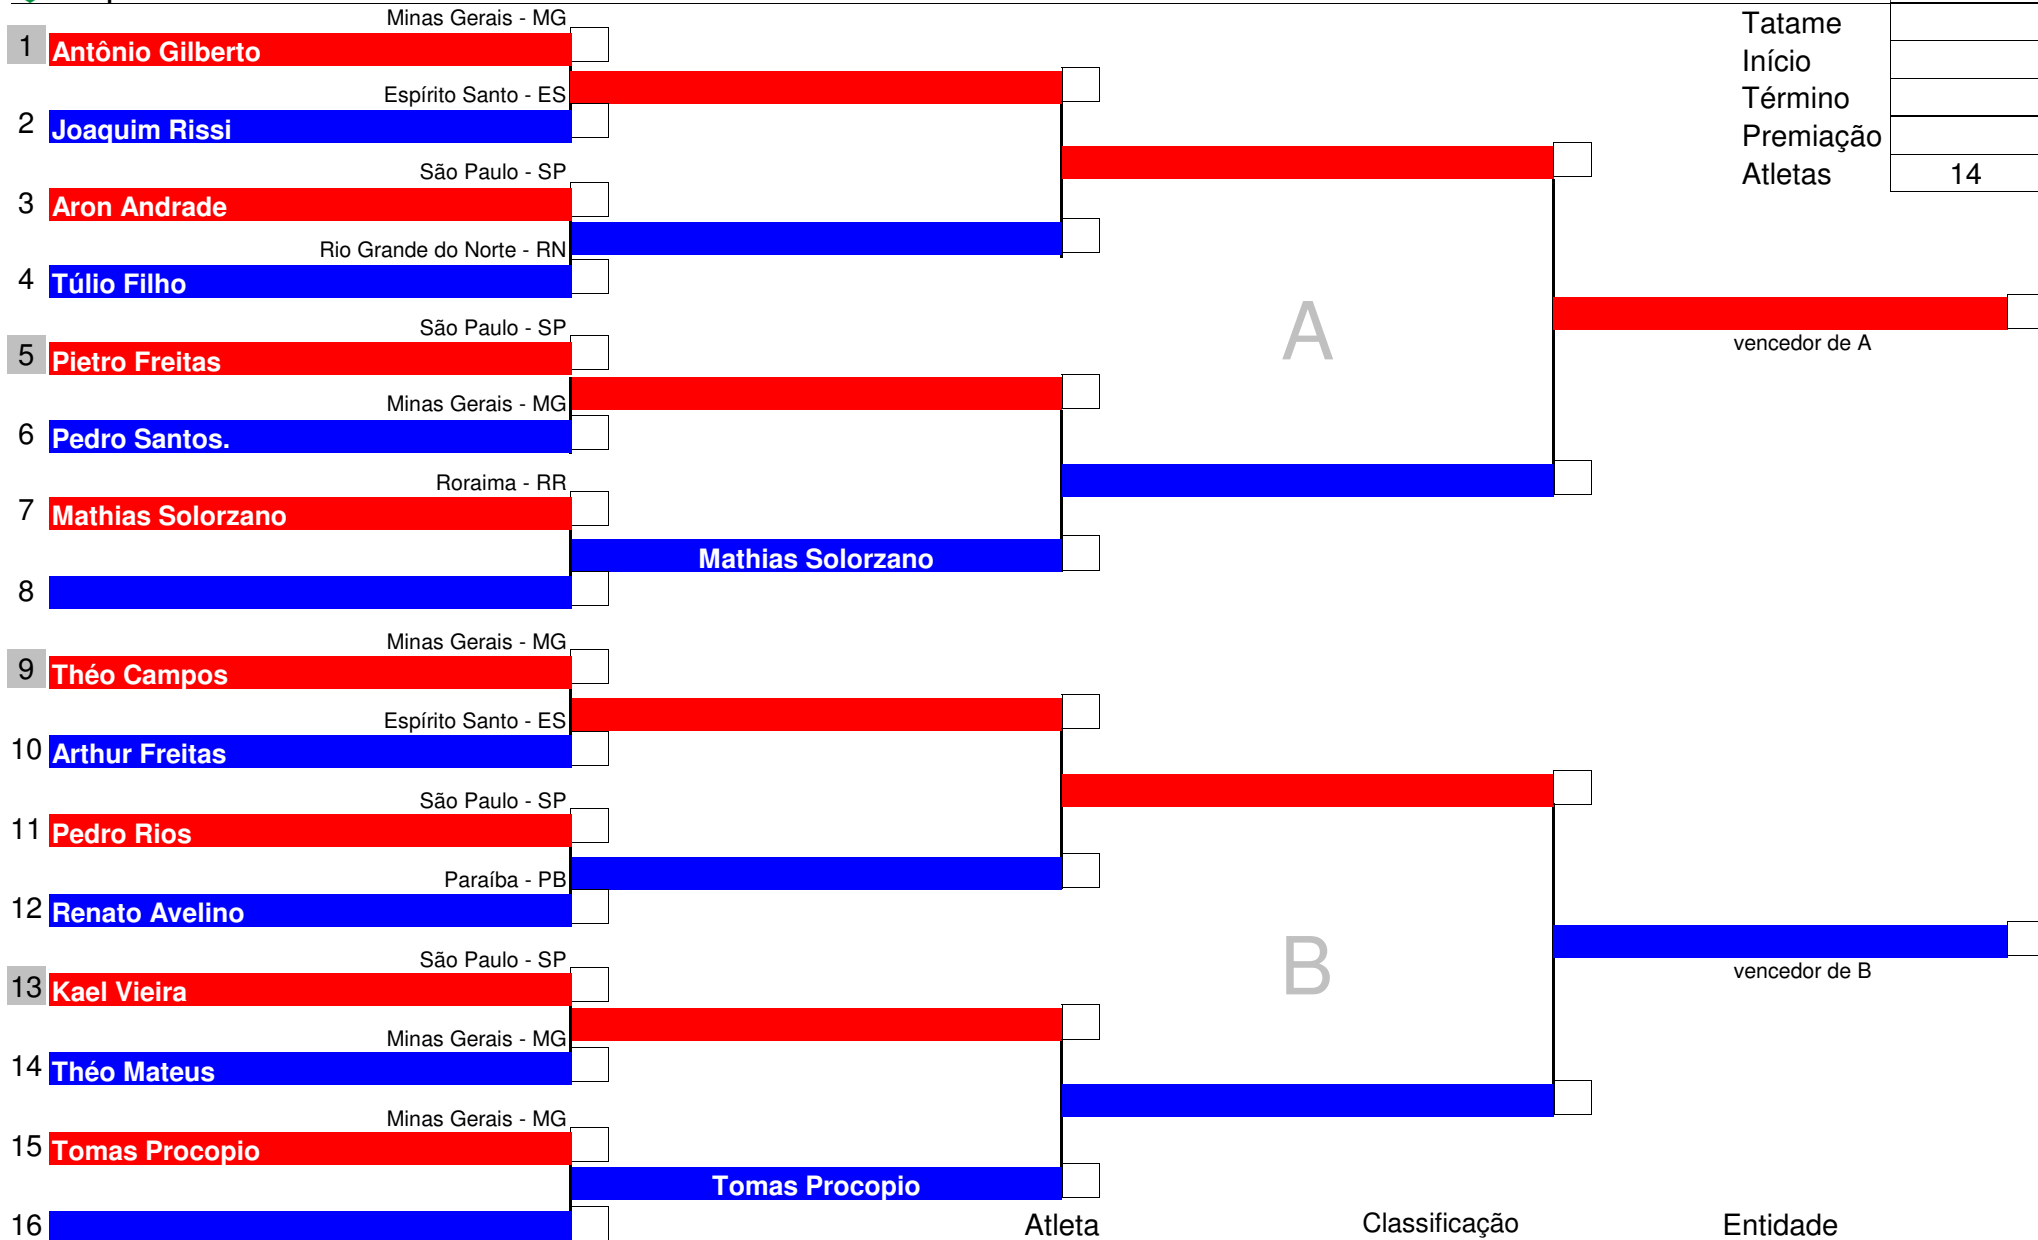 Minas Gerais - MG
Tatame
1 Antônio Gilberto
Início
Espírito Santo - ES
Término
2 Joaquim Rissi
Premiação
São Paulo - SP
Atletas 14
3 Aron Andrade
Rio Grande do Norte - RN
4 Túlio Filho
São Paulo - SP
A
vencedor de A
5 Pietro Freitas
Minas Gerais - MG
6 Pedro Santos.
Roraima - RR
7 Mathias Solorzano
Mathias Solorzano
8
Minas Gerais - MG
9 Théo Campos
Espírito Santo - ES
10 Arthur Freitas
São Paulo - SP
11 Pedro Rios
Paraíba - PB
12 Renato Avelino
São Paulo - SP
B
vencedor de B
13 Kael Vieira
Minas Gerais - MG
14 Théo Mateus
Minas Gerais - MG
15 Tomas Procopio
Tomas Procopio
16
Atleta Classificação Entidade